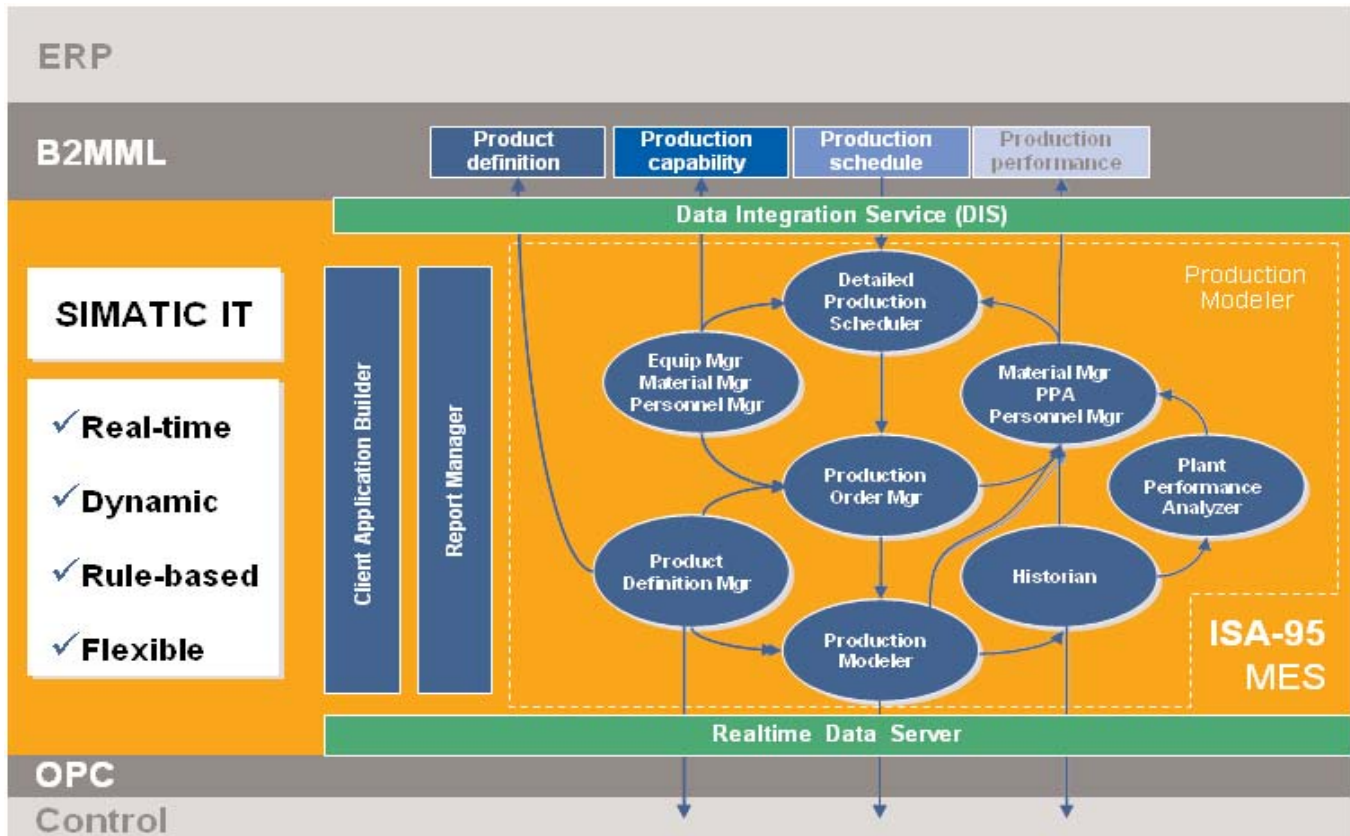 ERP
B2MML
Product
definition
Production
capability
Production
schedule
Production
performance
Data Integration Service (DIS)
SIMATIC IT
✓Real-time
✓Dynamic
✓Rule-based
✓Flexible
Client Application Builder
Report Manager
Production
Modeler
Detailed
Production
Scheduler
Equip Mgr
Material Mgr
Personnel Mgr
Material Mgr
PPA
Personnel Mgr
Production
Order Mgr
Plant
Performance
Analyzer
Product
Definition Mgr
Historian
Production
Modeler
ISA-95
MES
Realtime Data Server
OPC
Control